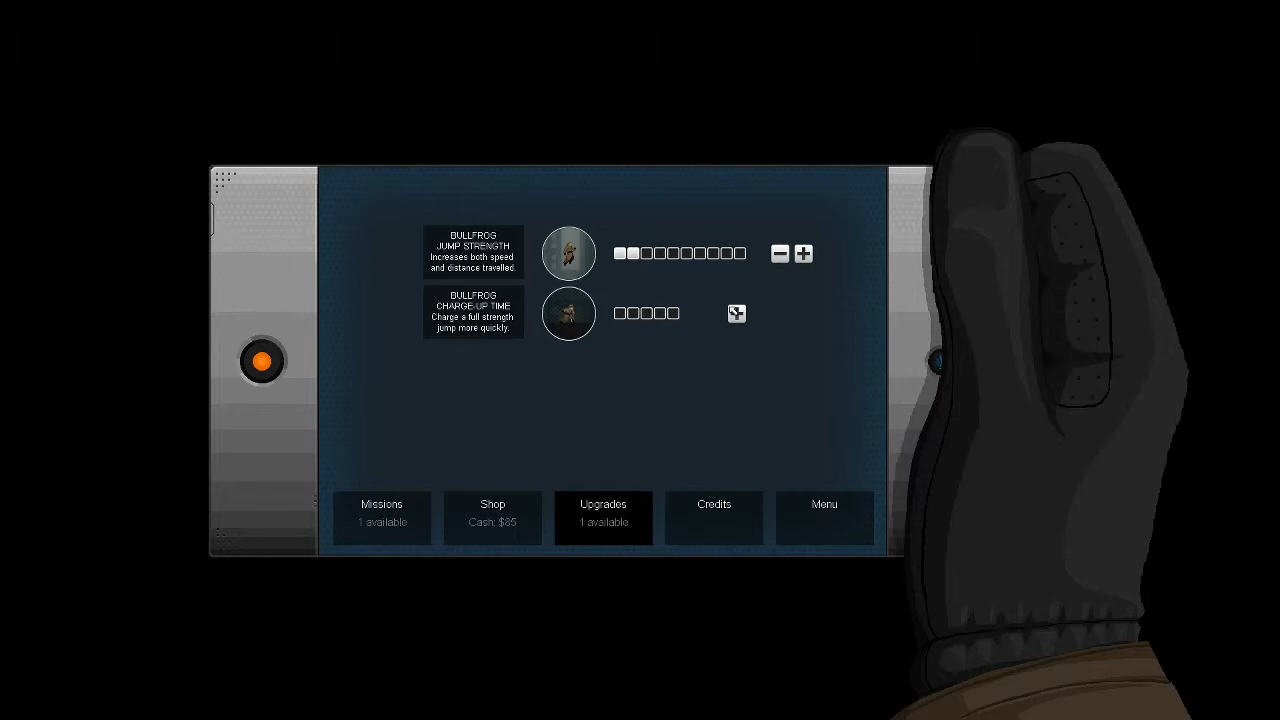 BULLFROG
JUMP STRENGTH
Increases both speed
and distance travelled.
BULLFROG
CHARGE-UP TIME
Charge a full strength
jump more quickly.
Missions
1 available
Shop
Cash: $85
Upgrades
1 available
Credits
Menu